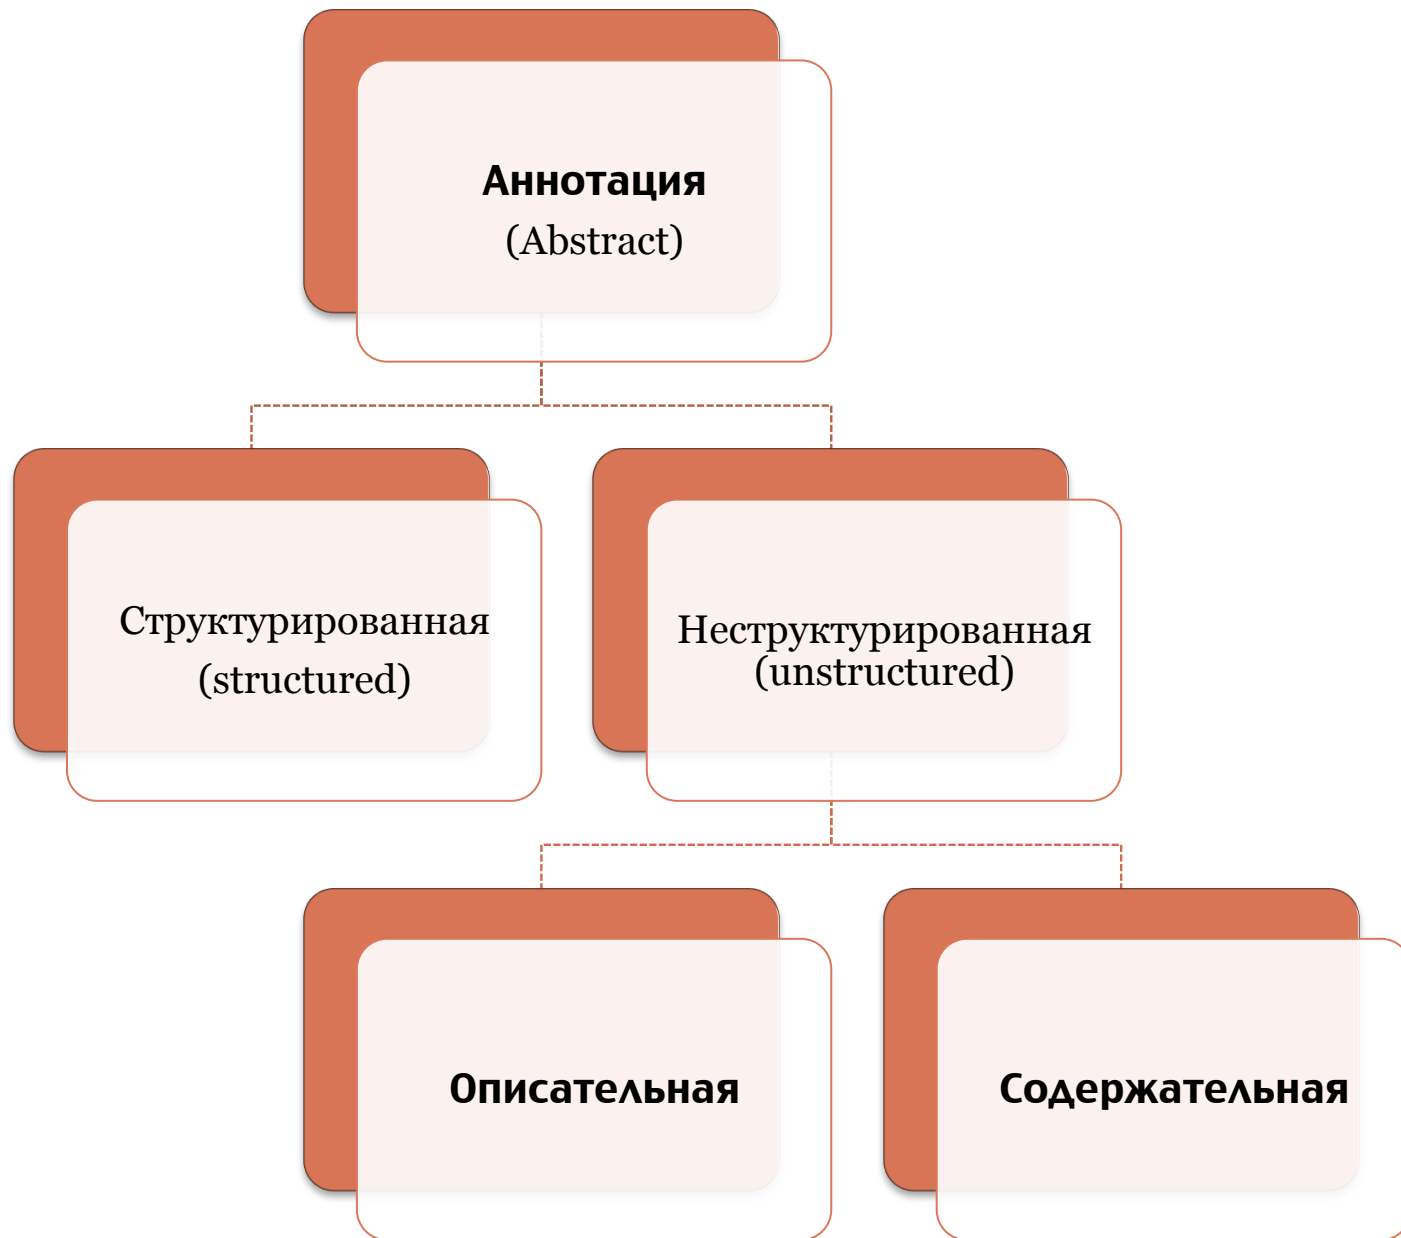 Аннотация
(Abstract)
Структурированная
(structured)
Неструктурированная
(unstructured)
Описательная
Содержательная